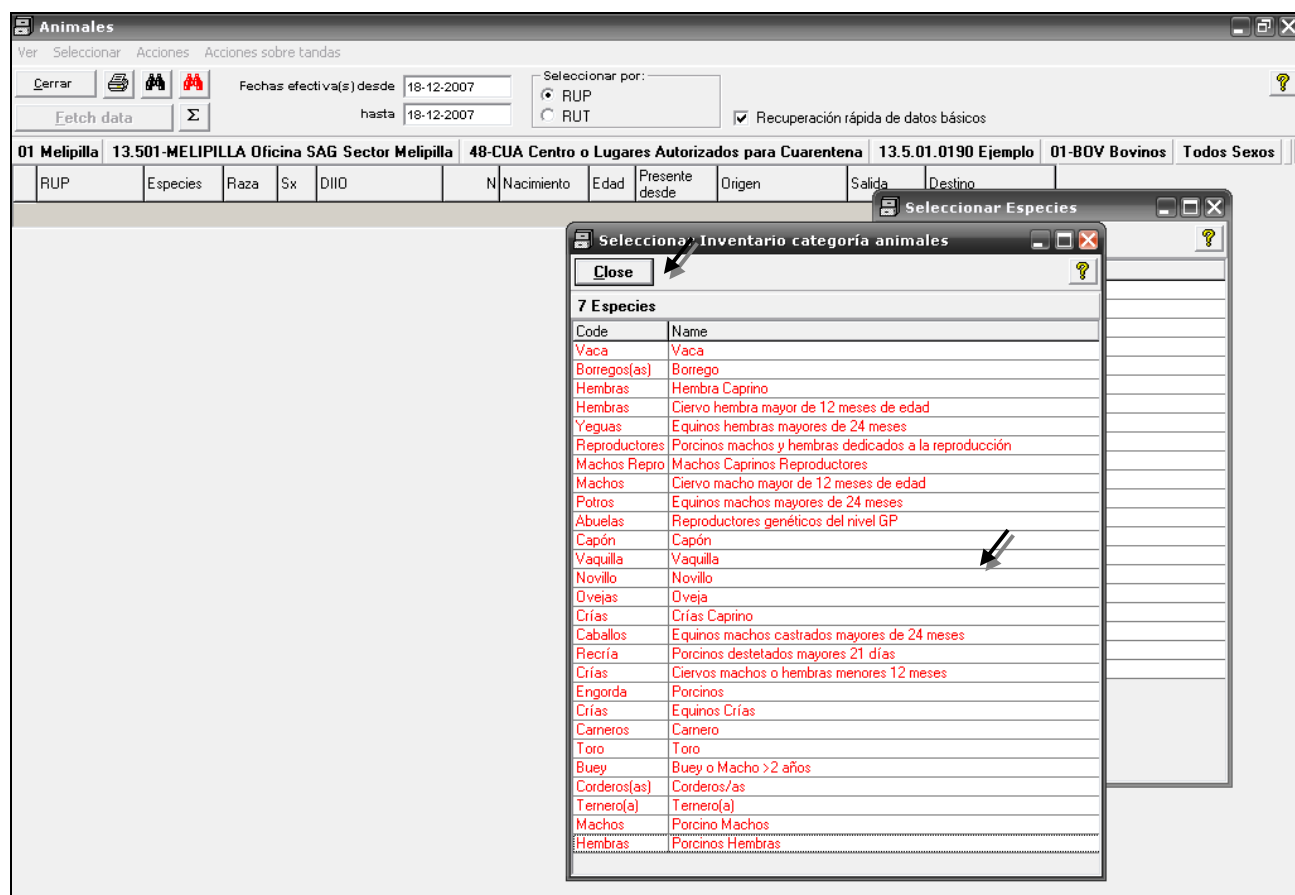 Animales
Ver Seleccionar Acciones Acciones sobre tandas
Cerrar
Fechas efectiva(s) desde 18-12-2007
Seleccionar por:
RUP
Fetch data Σ
hasta 18-12-2007
RUT
Recuperación rápida de datos básicos
?
01 Melipilla 13.501-MELIPILLA Oficina SAG Sector Melipilla 48-CUA Centro o Lugares Autorizados para Cuarentena 13.5.01.0190 Ejemplo 01-BOV Bovinos Todos Sexos
RUP Especies Raza Sx DIIO N Nacimiento Edad Presente desde Origen Salida Destino
Seleccionar Especies
?
Seleccionar Inventario categoría animales
Close ?
7 Especies
Code Name
Vaca Vaca
Borregos(as) Borrego
Hembras Hembra Caprino
Hembras Ciervo hembra mayor de 12 meses de edad
Yeguas Equinos hembras mayores de 24 meses
Reproductores Porcinos machos y hembras dedicados a la reproducción
Machos Repro Machos Caprinos Reproductores
Machos Ciervo macho mayor de 12 meses de edad
Potros Equinos machos mayores de 24 meses
Abuelas Reproductores genéticos del nivel GP
Capón Capón
Vaquilla Vaquilla
Novillo Novillo
Ovejas Oveja
Crías Crías Caprino
Caballos Equinos machos castrados mayores de 24 meses
Recría Porcinos destetados mayores 21 días
Crías Ciervos machos o hembras menores 12 meses
Engorda Porcinos
Crías Equinos Crías
Carneros Carnero
Toro Toro
Buey Buey o Macho >2 años
Corderos(as) Corderos/as
Ternero(a) Ternero(a)
Machos Porcino Machos
Hembras Porcinos Hembras